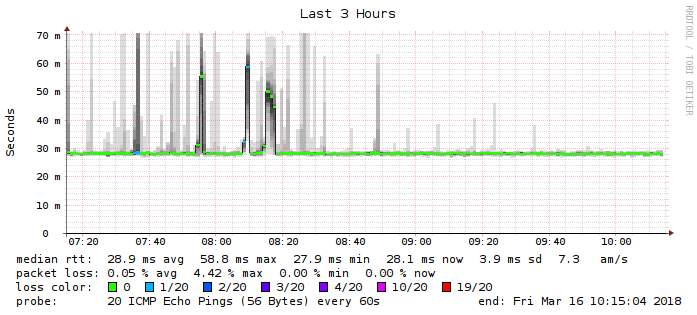 Last 3 Hours
RRDTOOL / TOBI OETIKER
Seconds
70 m
60 m
50 m
40 m
30 m
20 m
10 m
0
07:20 07:40 08:00 08:20 08:40 09:00 09:20 09:40 10:00
median rtt: 28.9 ms avg 58.8 ms max 27.9 ms min 28.1 ms now 3.9 ms sd 7.3 am/s
packet loss: 0.05 % avg 4.42 % max 0.00 % min 0.00 % now
loss color: 0 1/20 2/20 3/20 4/20 10/20 19/20
probe: 20 ICMP Echo Pings (56 Bytes) every 60s end: Fri Mar 16 10:15:04 2018